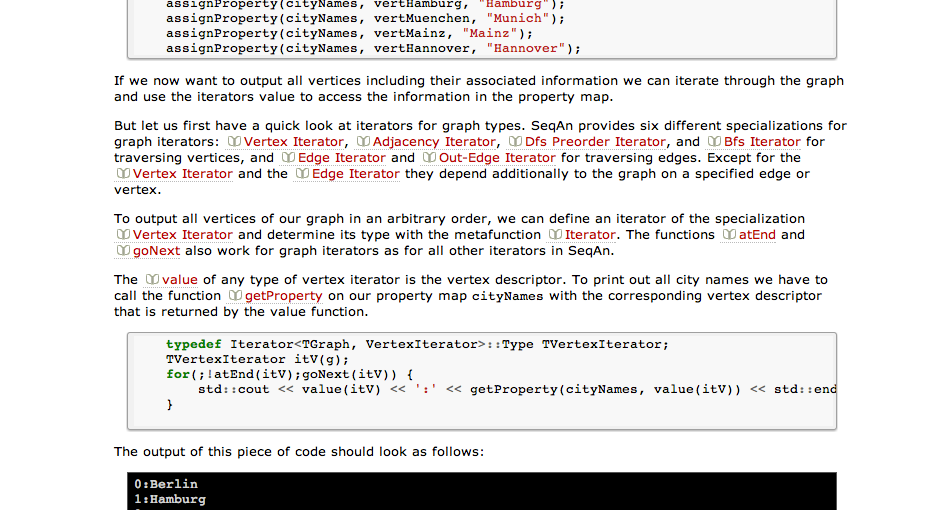 assignProperty(cityNames, vertHamburg, "Hamburg");
assignProperty(cityNames, vertMuenchen, "Munich");
assignProperty(cityNames, vertMainz, "Mainz");
assignProperty(cityNames, vertHannover, "Hannover");
If we now want to output all vertices including their associated information we can iterate through the graph
and use the iterators value to access the information in the property map.
But let us first have a quick look at iterators for graph types. SeqAn provides six different specializations for
graph iterators: Vertex Iterator, Adjacency Iterator, Dfs Preorder Iterator, and Bfs Iterator for
traversing vertices, and Edge Iterator and Out-Edge Iterator for traversing edges. Except for the
Vertex Iterator and the Edge Iterator they depend additionally to the graph on a specified edge or
vertex.
To output all vertices of our graph in an arbitrary order, we can define an iterator of the specialization
Vertex Iterator and determine its type with the metafunction Iterator. The functions atEnd and
goNext also work for graph iterators as for all other iterators in SeqAn.
The value of any type of vertex iterator is the vertex descriptor. To print out all city names we have to
call the function getProperty on our property map cityNames with the corresponding vertex descriptor
that is returned by the value function.
typedef Iterator<TGraph, VertexIterator>::Type TVertexIterator;
TVertexIterator itV(g);
for(;!atEnd(itV);goNext(itV)) {
std::cout << value(itV) << ':' << getProperty(cityNames, value(itV)) << std::end
}
The output of this piece of code should look as follows:
0:Berlin
1:Hamburg